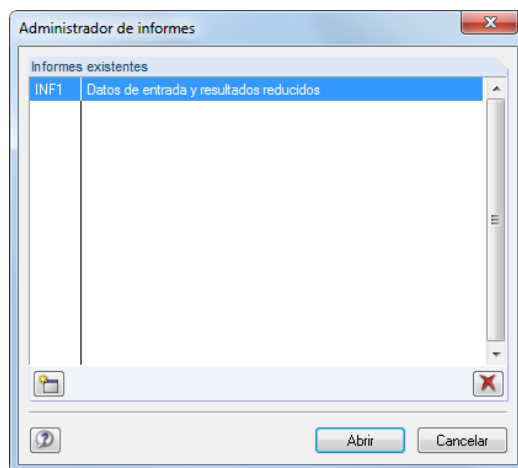 Administrador de informes
Informes existentes
INF1 Datos de entrada y resultados reducidos
Abrir Cancelar